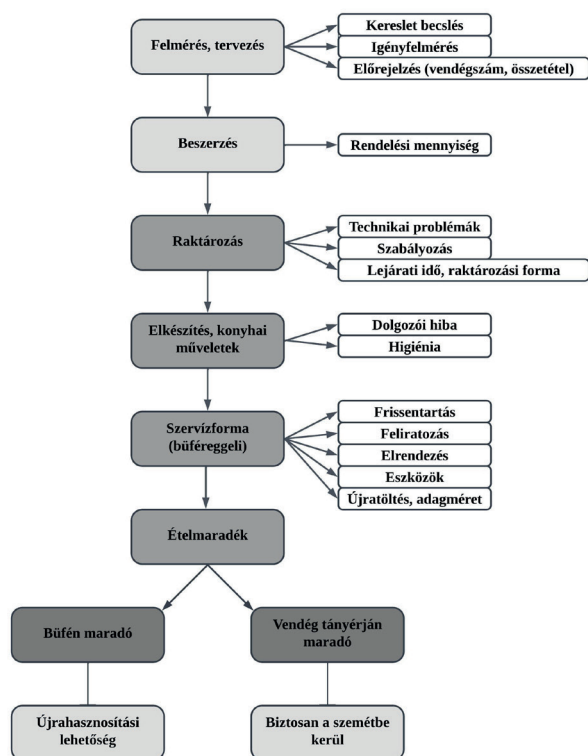 Felmérés, tervezés
Kereslet becslés
Igényfelmérés
Előrejelzés (vendégszám, összetétel)
Beszerzés
Rendelési mennyiség
Raktározás
Technikai problémák
Szabályozás
Lejárati idő, raktározási forma
Elkészítés, konyhai
műveletek
Dolgozói hiba
Higiénia
Szervízforma
(büféreggeli)
Frissentartás
Feliratozás
Elrendezés
Eszközök
Újratöltés, adagméret
Ételmaradék
Büfén maradó
Vendég tányérján
maradó
Újrahasznosítási
lehetőség
Biztosan a szemétbe
kerül